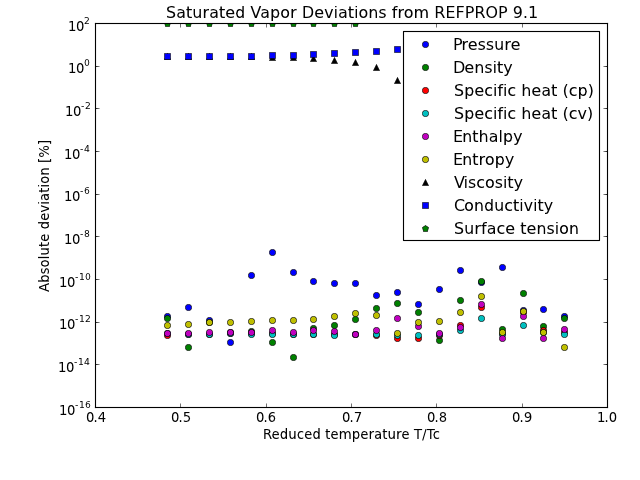 Saturated Vapor Deviations from REFPROP 9.1
Absolute deviation [%]
10^2
10^0
10^-2
10^-4
10^-6
10^-8
10^-10
10^-12
10^-14
10^-16
Pressure
Density
Specific heat (cp)
Specific heat (cv)
Enthalpy
Entropy
Viscosity
Conductivity
Surface tension
0.4 0.5 0.6 0.7 0.8 0.9 1.0
Reduced temperature T/Tc